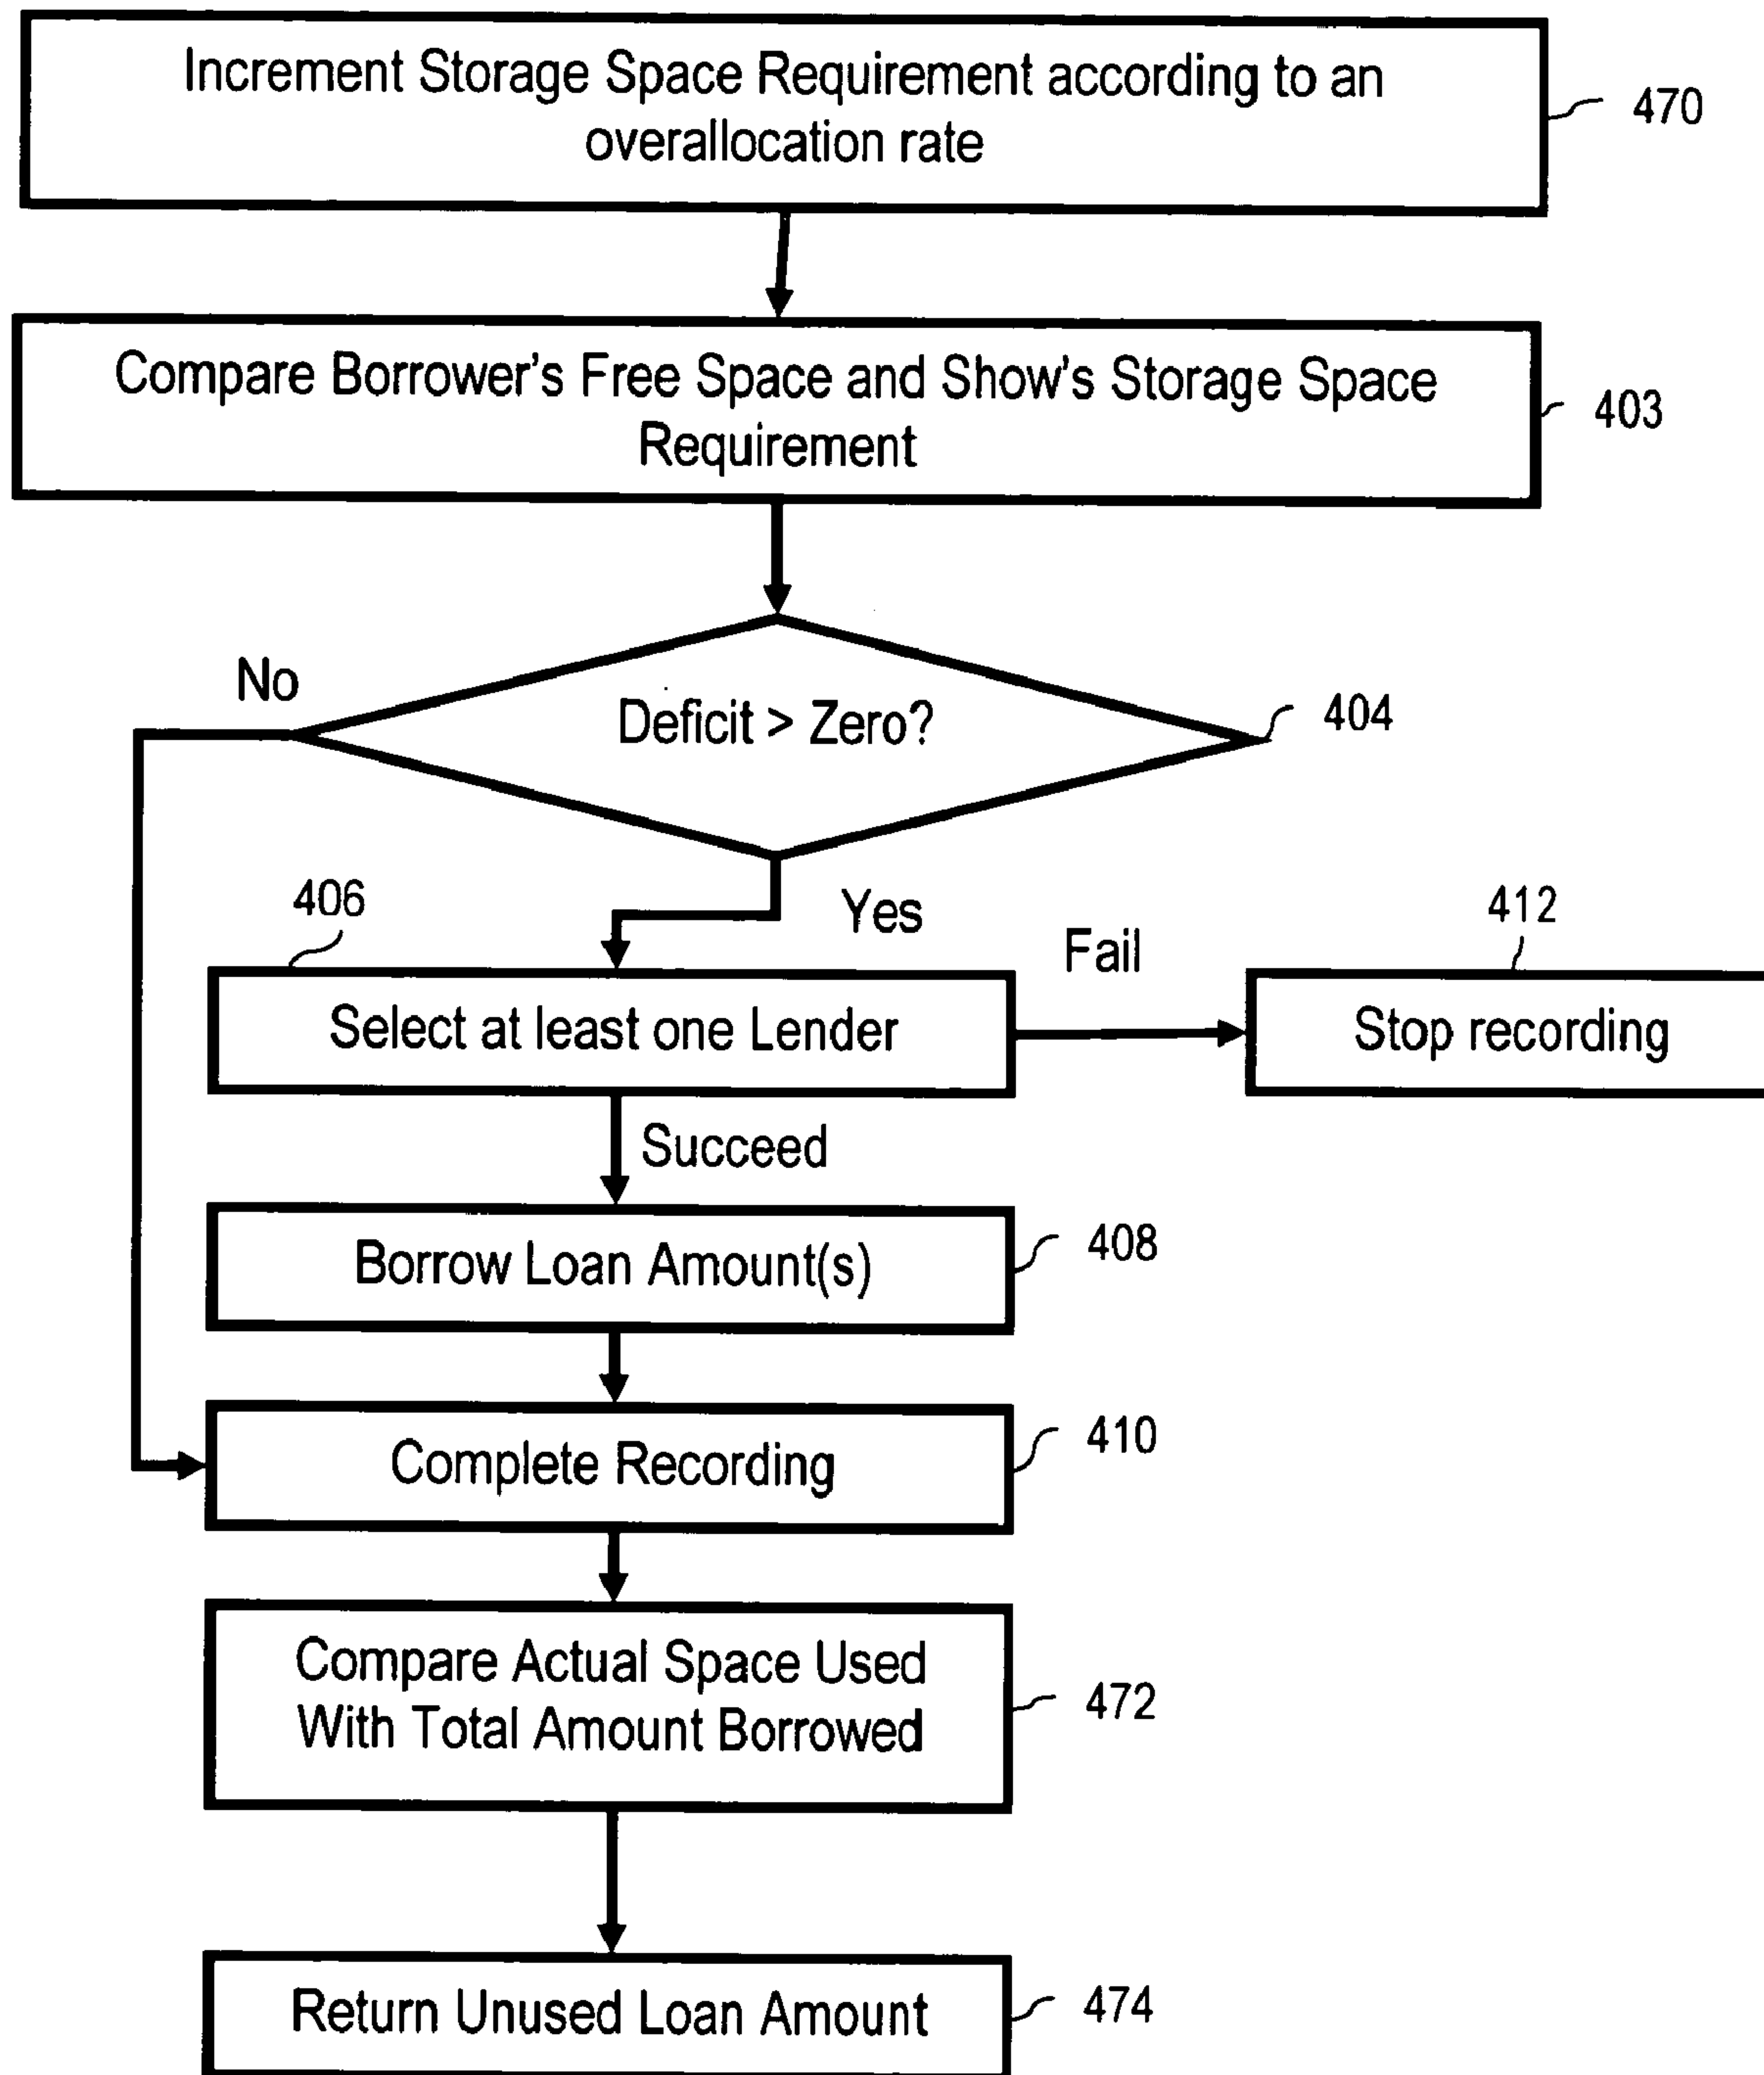 Increment Storage Space Requirement according to an
overallocation rate
470
Compare Borrower's Free Space and Show's Storage Space
Requirement
403
No
Deficit > Zero?
404
406
Yes
Fail
412
Select at least one Lender
Stop recording
Succeed
Borrow Loan Amount(s)
408
Complete Recording
410
Compare Actual Space Used
With Total Amount Borrowed
472
Return Unused Loan Amount
474